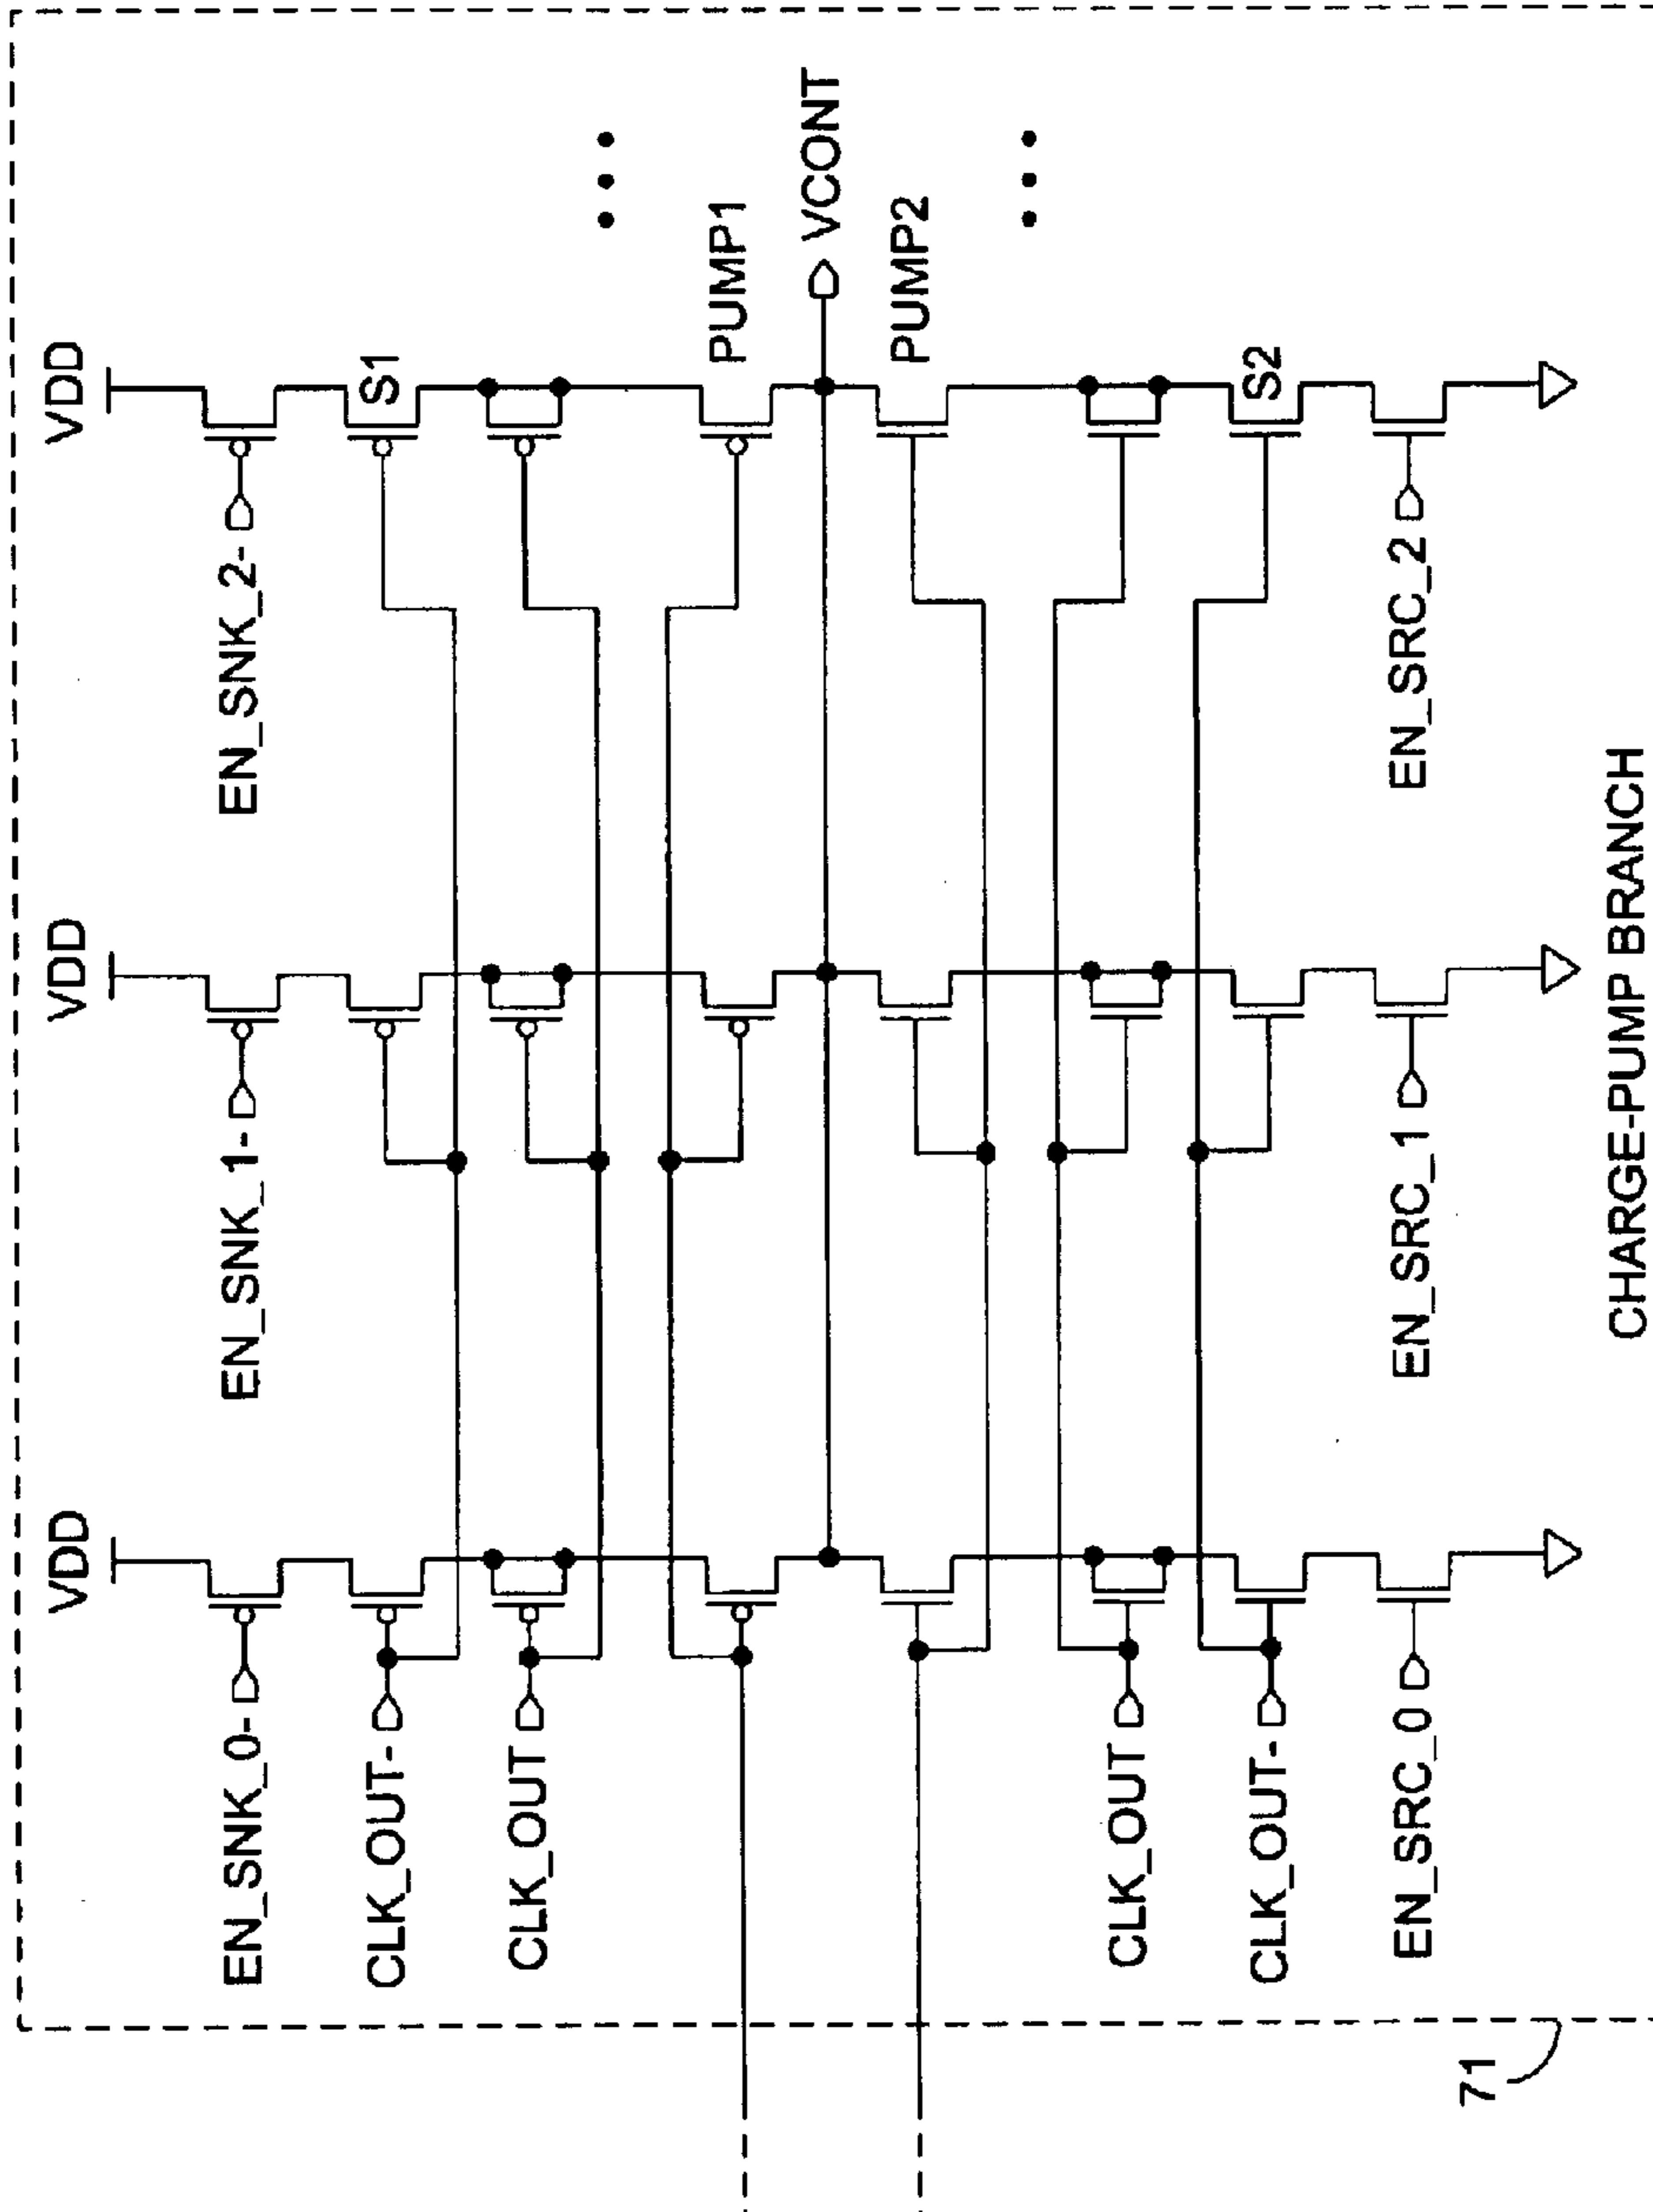 VDD
VDD
VDD
EN_SNK_0-
EN_SNK_1-
EN_SNK_2-
CLK_OUT-
S1
CLK_OUT
PUMP1
VCONT
PUMP2
CLK_OUT
CLK_OUT-
S2
EN_SRC_0
EN_SRC_1
EN_SRC_2
71
CHARGE-PUMP BRANCH